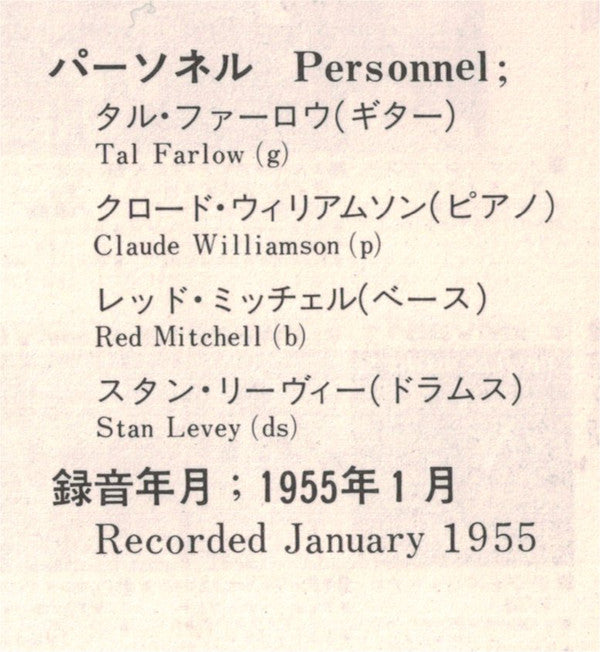 パーソネル Personnel;
タル・ファーロウ(ギター)
Tal Farlow (g)
クロード・ウィリアムソン(ピアノ)
Claude Williamson (p)
レッド・ミッチェル(ベース)
Red Mitchell (b)
スタン・リーヴィー(ドラムス)
Stan Levey (ds)
録音年月；1955年1月
Recorded January 1955